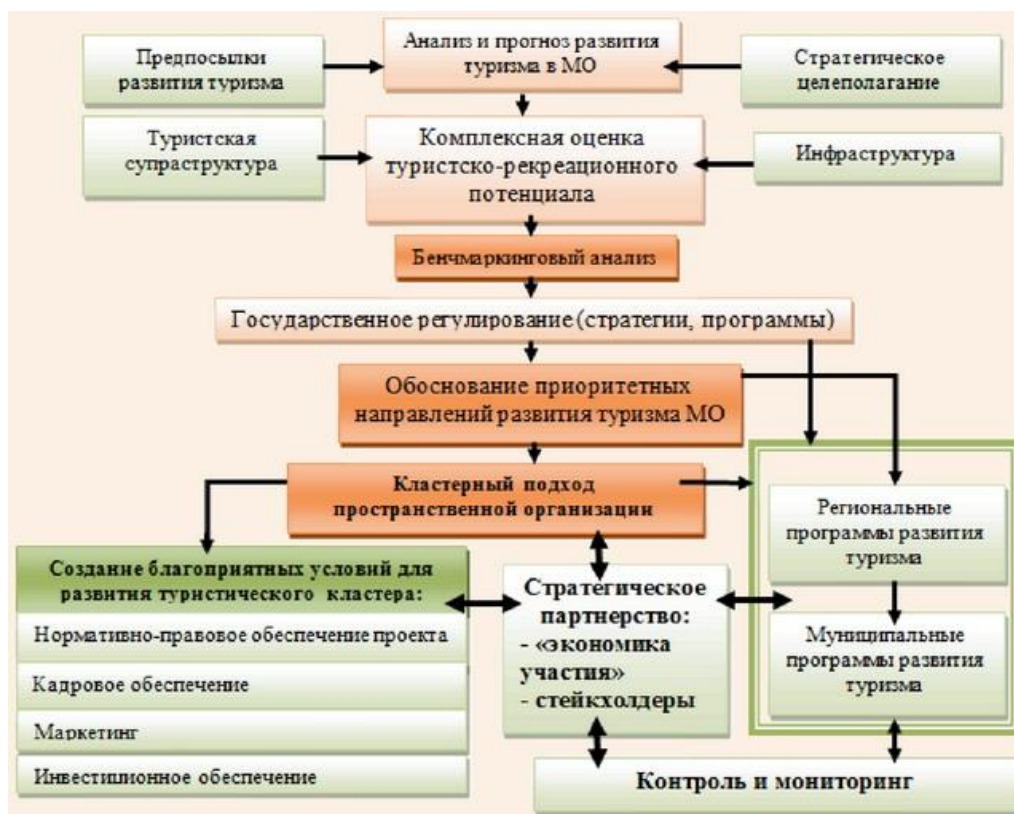 Предпосылки
развития туризма
Анализ и прогноз развития
туризма в МО
Стратегическое
целеполагание
Туристская
супраструктура
Комплексная оценка
туристско-рекреационного
потенциала
Инфраструктура
Бенчмаркинговый анализ
Государственное регулирование (стратегии, программы)
Обоснование приоритетных
направлений развития туризма МО
Кластерный подход
пространственной организации
Региональные
программы развития
туризма
Муниципальные
программы развития
туризма
Создание благоприятных условий для
развития туристического кластера:
Нормативно-правовое обеспечение проекта
Кадровое обеспечение
Маркетинг
Инвестиционное обеспечение
Стратегическое
партнерство:
- «экономика
участия»
- стейкхолдеры
Контроль и мониторинг